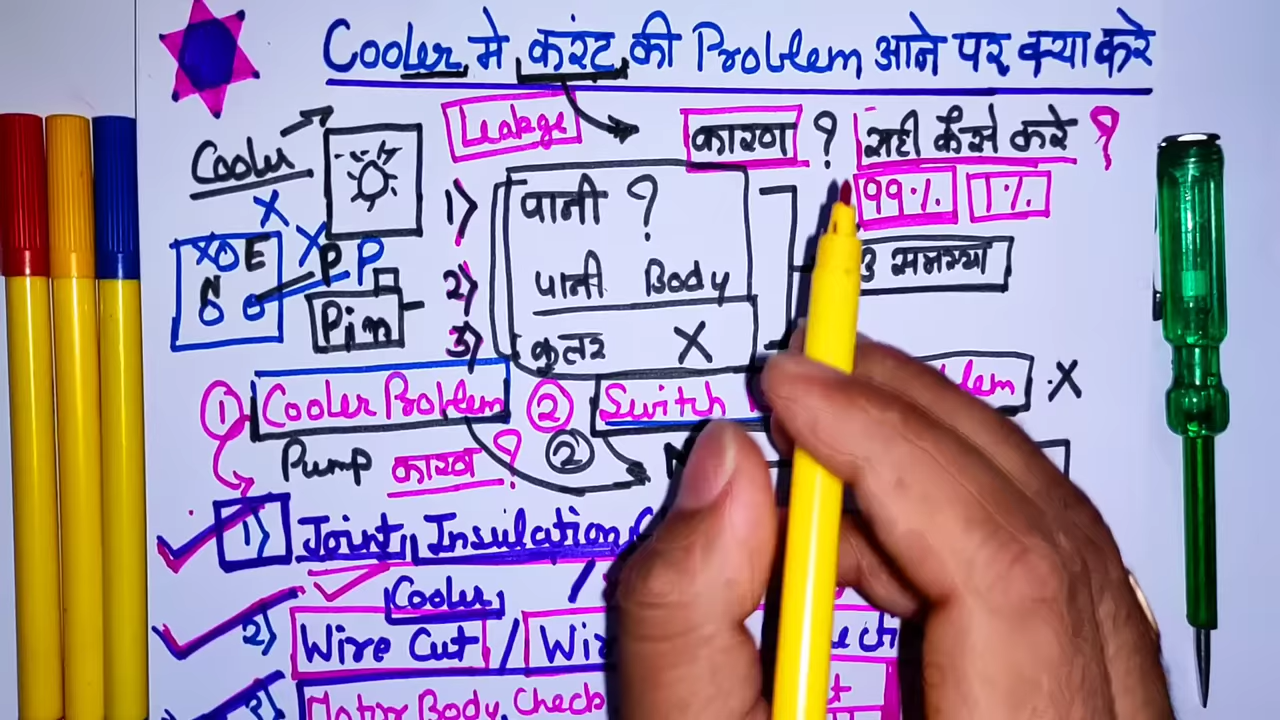 Cooler मे करंट की Problem आने पर क्या करे
Leakge कारण ? सही कैसे करे ?
Cooler
99% 1%
1) पानी ?
X X
X E P P
2) पानी Body
3 समस्या
N
Pin
3) कुलर X
① Cooler Problem ② Switch X
Pump कारण ? ②
1) Joint, Insulation
Cooler /
2) Wire Cut /
3) Motor Body Check